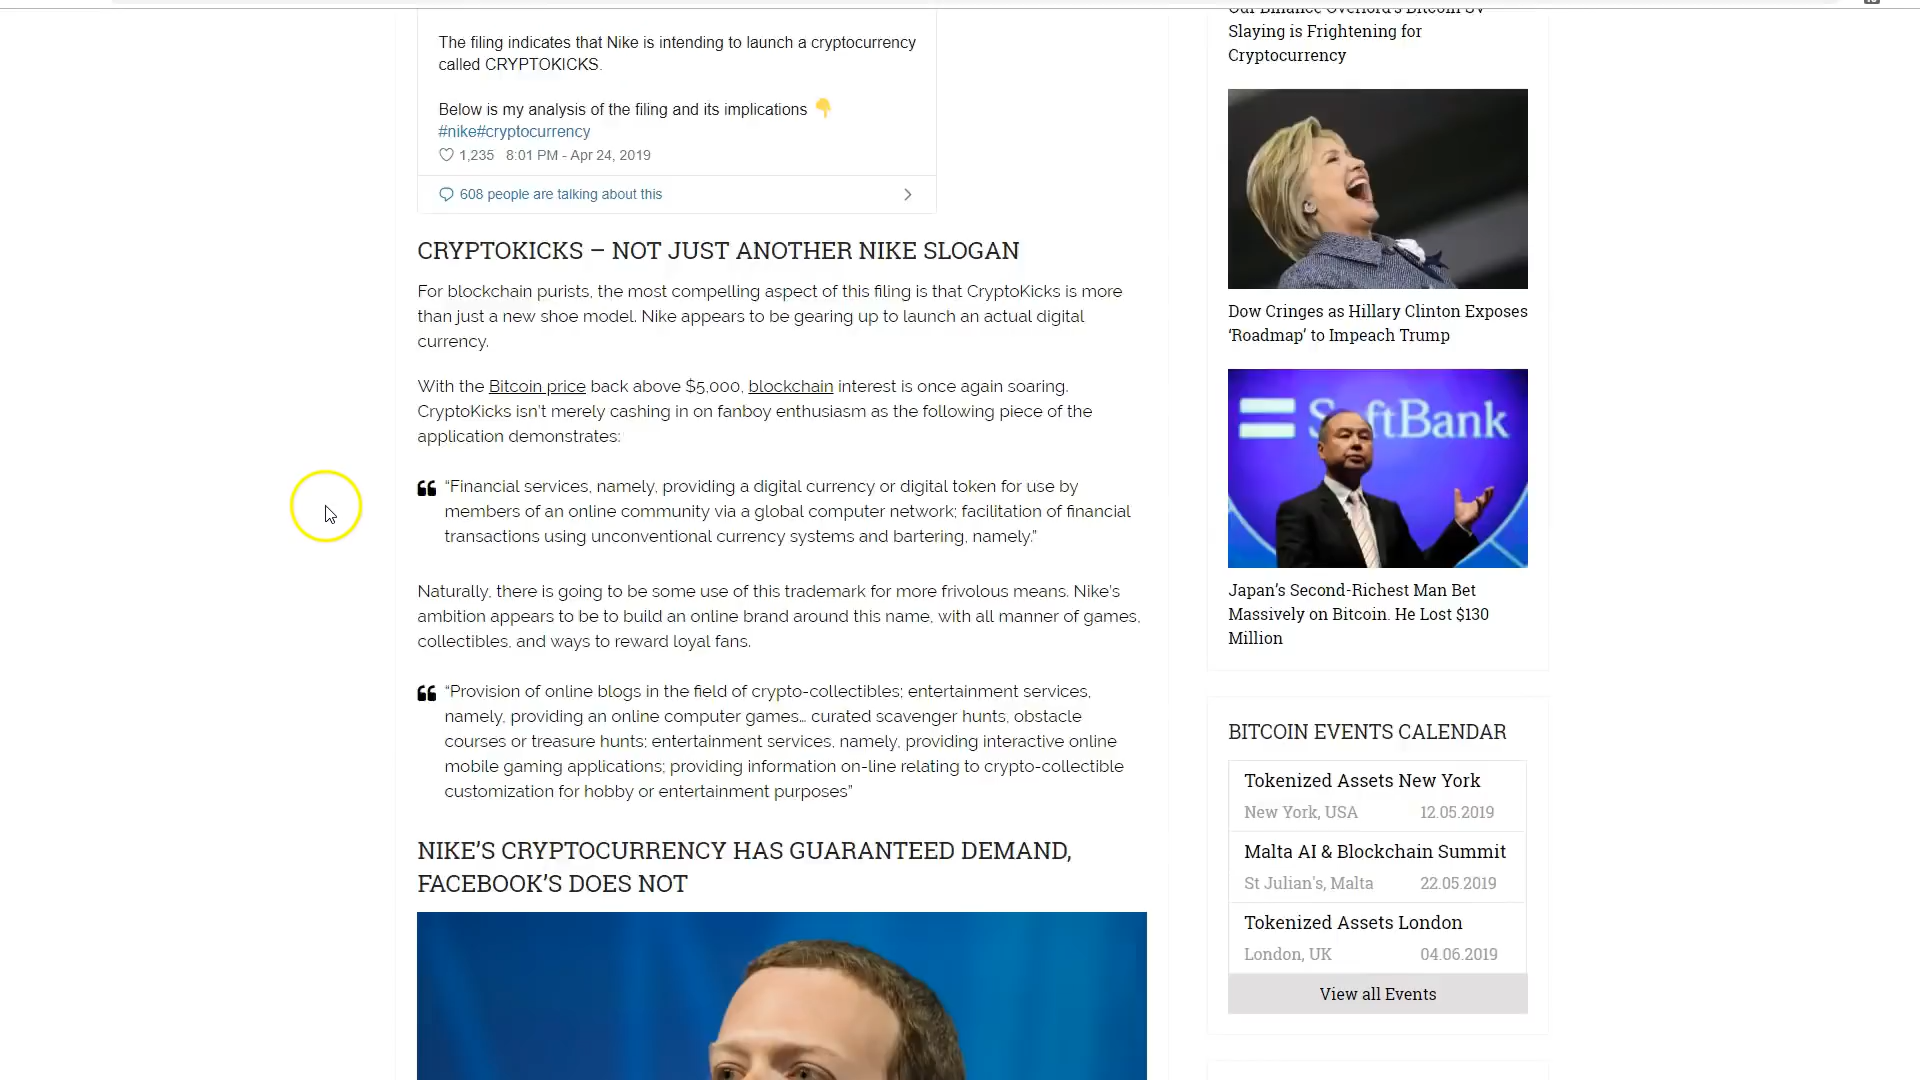 The filing indicates that Nike is intending to launch a cryptocurrency
called CRYPTOKICKS.
Below is my analysis of the filing and its implications
#nike#cryptocurrency
1,235 8:01 PM - Apr 24, 2019
608 people are talking about this
CRYPTOKICKS – NOT JUST ANOTHER NIKE SLOGAN
For blockchain purists, the most compelling aspect of this filing is that CryptoKicks is more
than just a new shoe model. Nike appears to be gearing up to launch an actual digital
currency.
With the Bitcoin price back above $5,000, blockchain interest is once again soaring.
CryptoKicks isn't merely cashing in on fanboy enthusiasm as the following piece of the
application demonstrates:
“Financial services, namely, providing a digital currency or digital token for use by
members of an online community via a global computer network; facilitation of financial
transactions using unconventional currency systems and bartering, namely.”
Naturally, there is going to be some use of this trademark for more frivolous means. Nike's
ambition appears to be to build an online brand around this name, with all manner of games,
collectibles, and ways to reward loyal fans.
“Provision of online blogs in the field of crypto-collectibles; entertainment services,
namely, providing an online computer games… curated scavenger hunts, obstacle
courses or treasure hunts; entertainment services, namely, providing interactive online
mobile gaming applications; providing information on-line relating to crypto-collectible
customization for hobby or entertainment purposes”
NIKE’S CRYPTOCURRENCY HAS GUARANTEED DEMAND,
FACEBOOK’S DOES NOT
Our Binance Overlord's Bitcoin SV
Slaying is Frightening for
Cryptocurrency
Dow Cringes as Hillary Clinton Exposes
‘Roadmap’ to Impeach Trump
SoftBank
Japan’s Second-Richest Man Bet
Massively on Bitcoin. He Lost $130
Million
BITCOIN EVENTS CALENDAR
Tokenized Assets New York
New York, USA 12.05.2019
Malta AI & Blockchain Summit
St Julian's, Malta 22.05.2019
Tokenized Assets London
London, UK 04.06.2019
View all Events